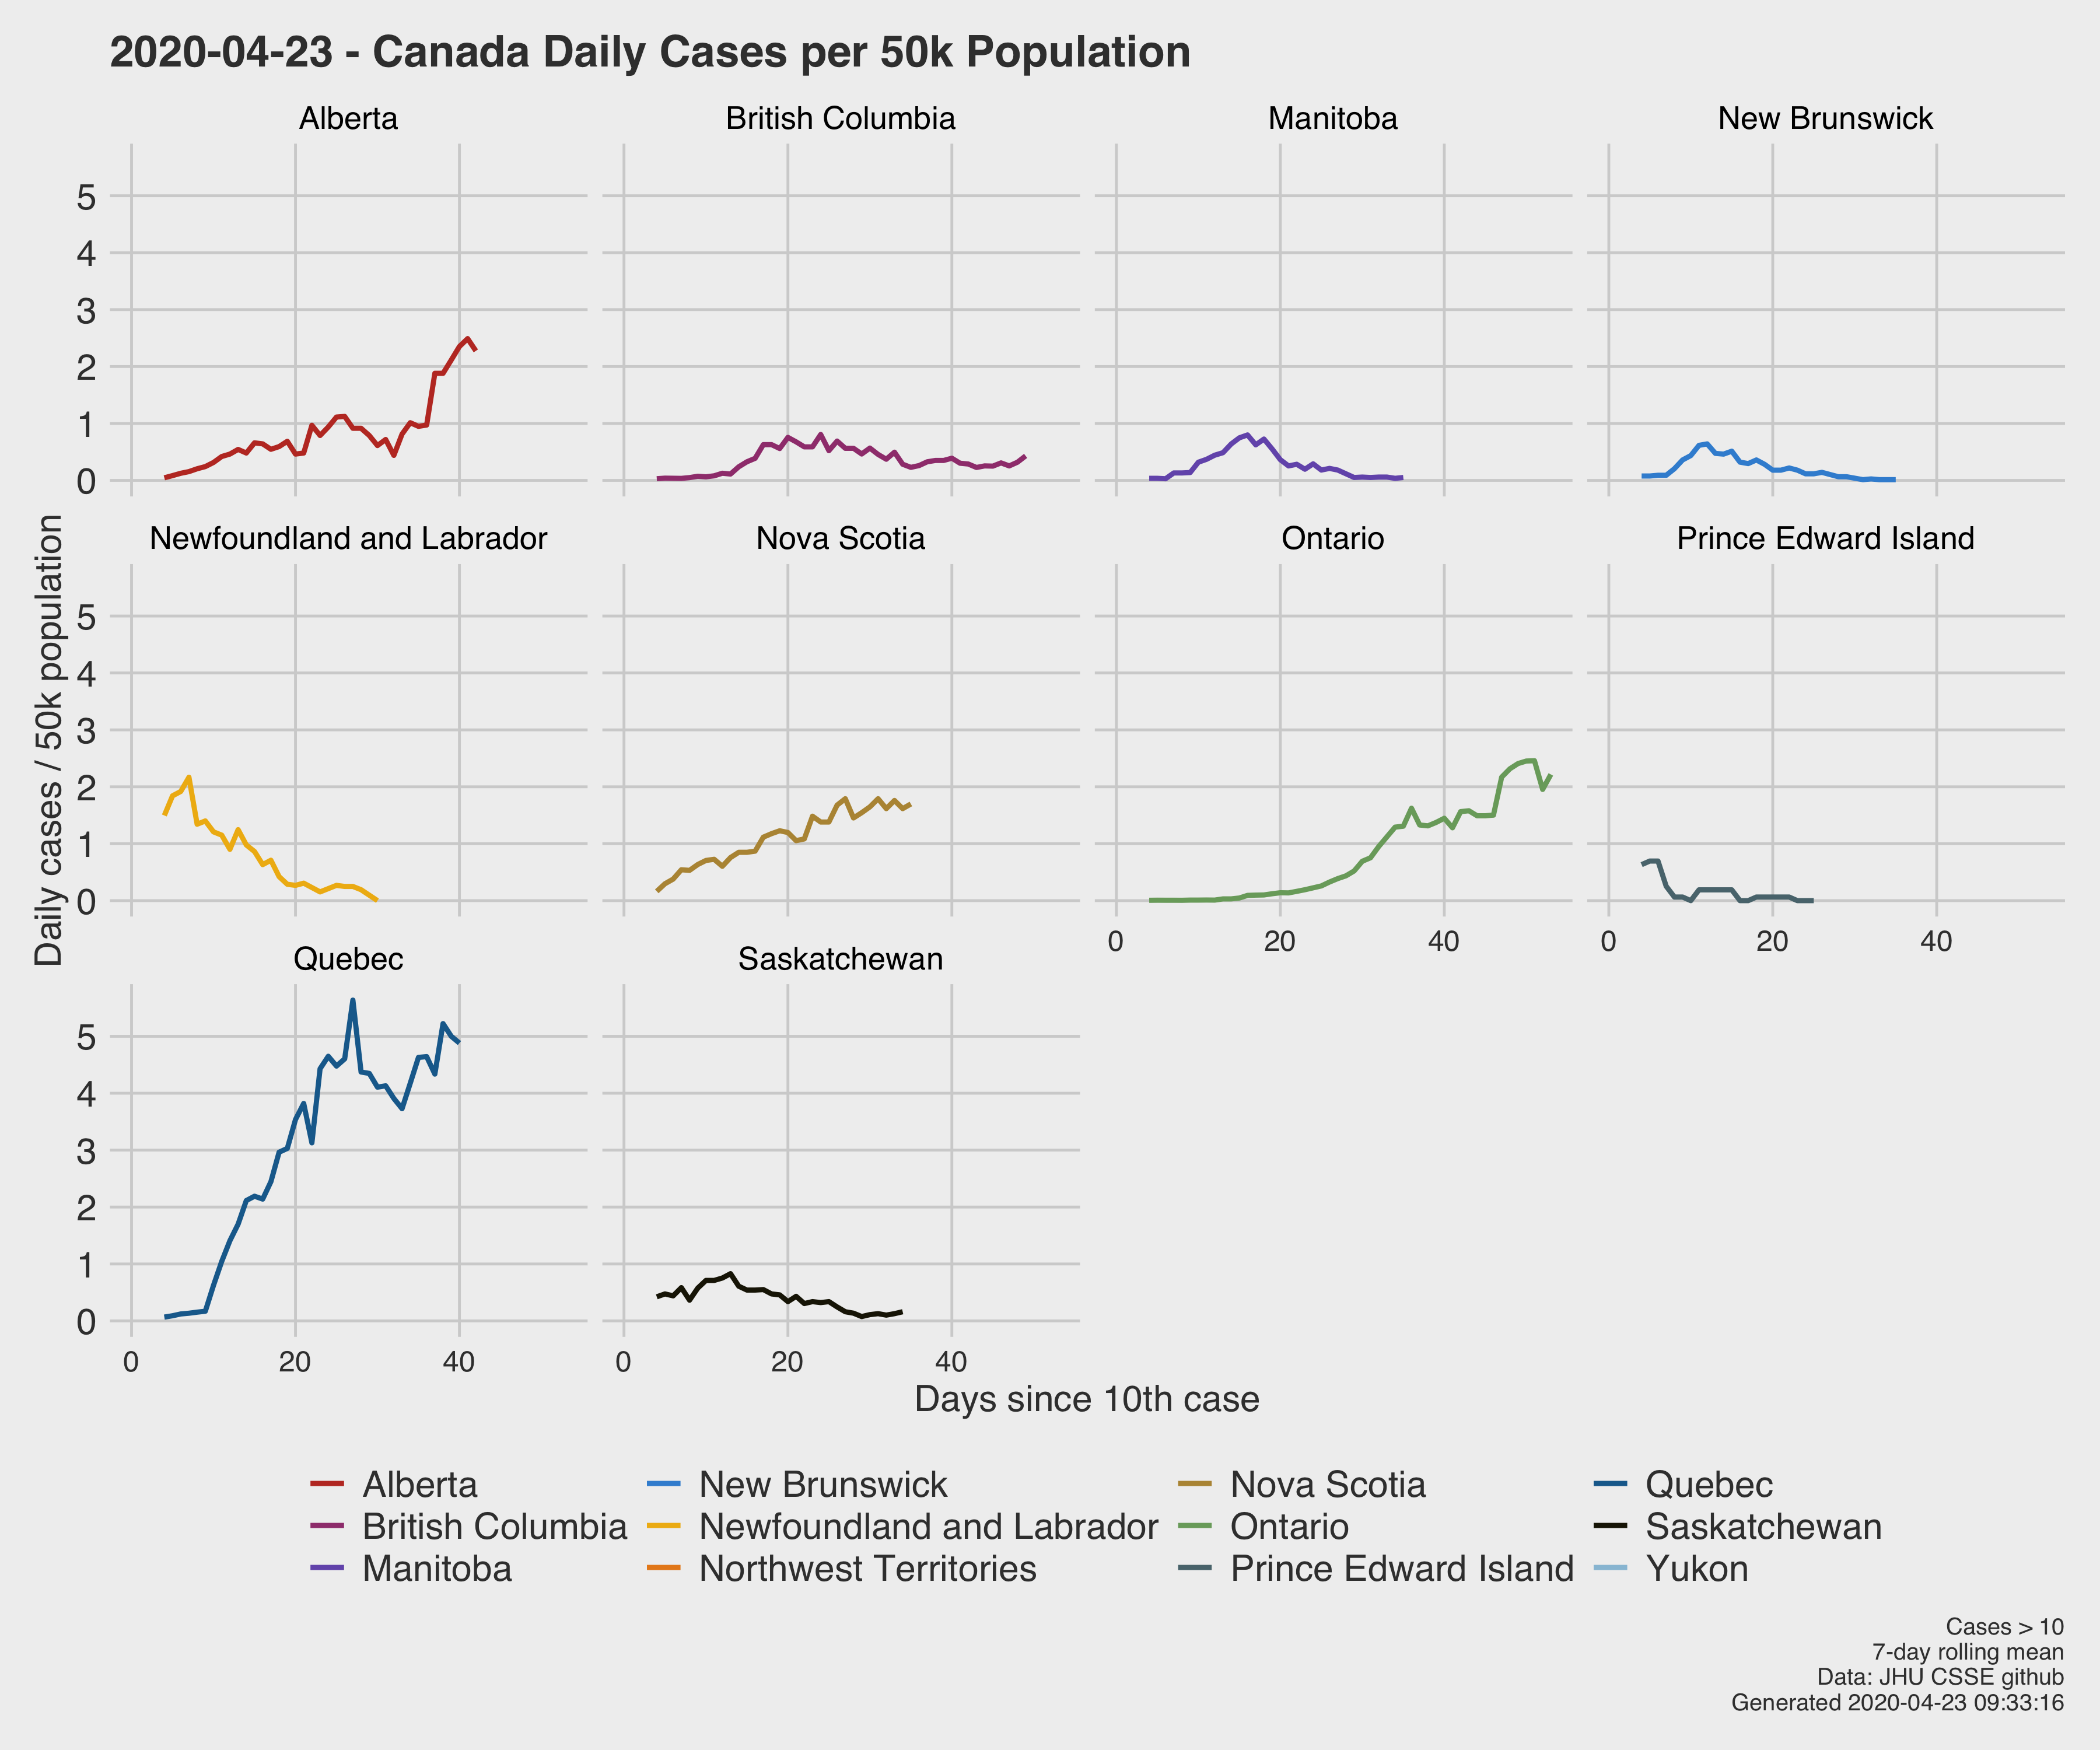 2020-04-23 - Canada Daily Cases per 50k Population
Alberta
British Columbia
Manitoba
New Brunswick
5
4
3
2
1
0
Newfoundland and Labrador
Nova Scotia
Ontario
Prince Edward Island
Daily cases / 50k population
5
4
3
2
1
0
0 20 40
0 20 40
Quebec
Saskatchewan
5
4
3
2
1
0
0 20 40
0 20 40
Days since 10th case
Alberta
British Columbia
Manitoba
New Brunswick
Newfoundland and Labrador
Northwest Territories
Nova Scotia
Ontario
Prince Edward Island
Quebec
Saskatchewan
Yukon
Cases > 10
7-day rolling mean
Data: JHU CSSE github
Generated 2020-04-23 09:33:16